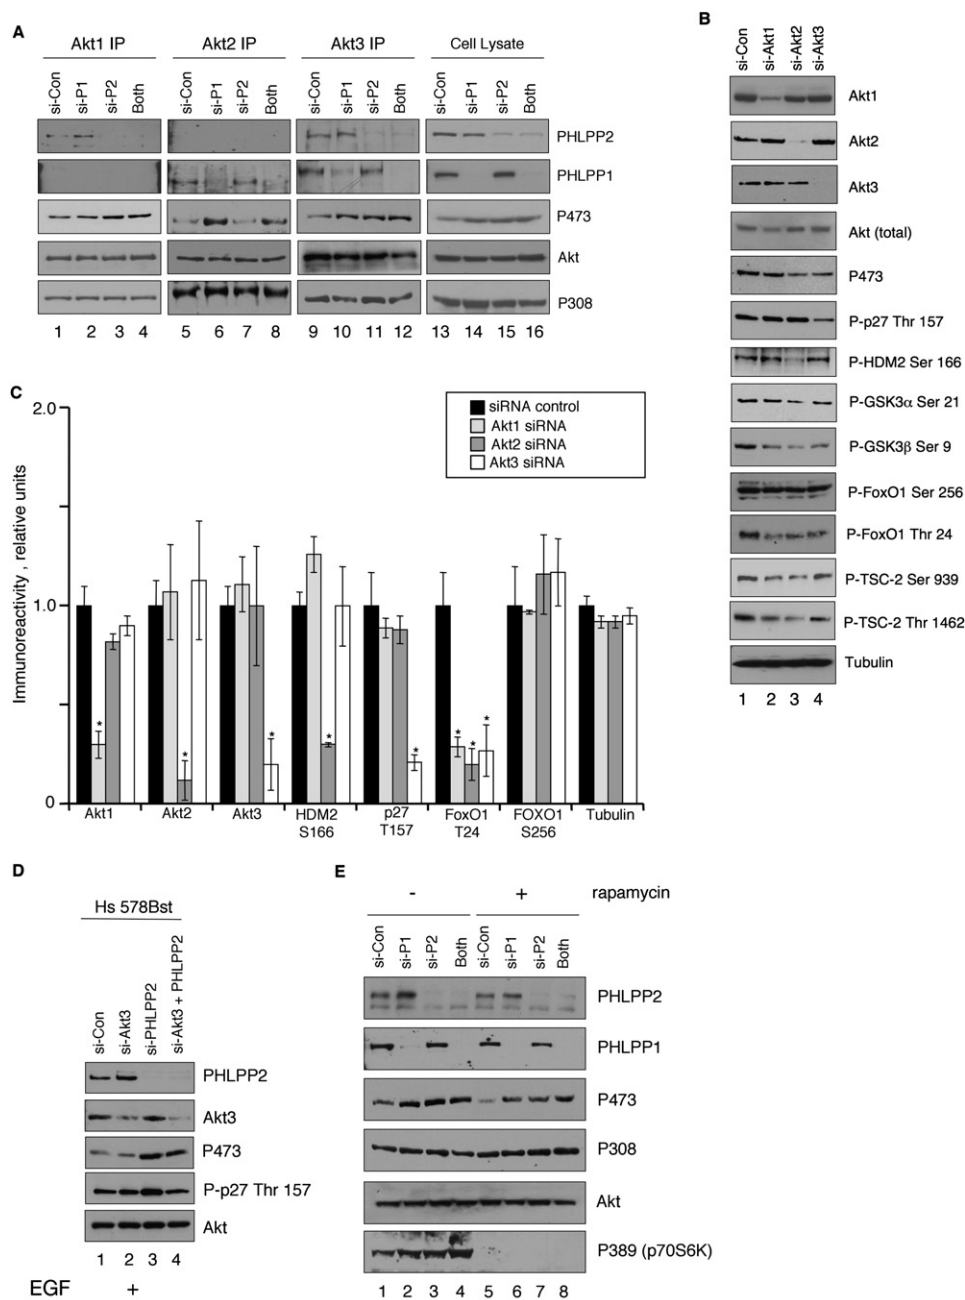 A
Akt1 IP Akt2 IP Akt3 IP Cell Lysate
si-Con si-P1 si-P2 Both si-Con si-P1 si-P2 Both si-Con si-P1 si-P2 Both si-Con si-P1 si-P2 Both
PHLPP2
PHLPP1
P473
Akt
P308
1 2 3 4 5 6 7 8 9 10 11 12 13 14 15 16
B
si-Con si-Akt1 si-Akt2 si-Akt3
Akt1
Akt2
Akt3
Akt (total)
P473
P-p27 Thr 157
P-HDM2 Ser 166
P-GSK3α Ser 21
P-GSK3β Ser 9
P-FoxO1 Ser 256
P-FoxO1 Thr 24
P-TSC-2 Ser 939
P-TSC-2 Thr 1462
Tubulin
1 2 3 4
C
Immunoreactivity , relative units
2.0
1.0
0
siRNA control
Akt1 siRNA
Akt2 siRNA
Akt3 siRNA
* * * * * * * *
Akt1 Akt2 Akt3 HDM2 p27 FoxO1 FOXO1 Tubulin
S166 T157 T24 S256
D
Hs 578Bst
si-Con si-Akt3 si-PHLPP2 si-Akt3 + PHLPP2
PHLPP2
Akt3
P473
P-p27 Thr 157
Akt
1 2 3 4
EGF +
E
- + rapamycin
si-Con si-P1 si-P2 Both si-Con si-P1 si-P2 Both
PHLPP2
PHLPP1
P473
P308
Akt
P389 (p70S6K)
1 2 3 4 5 6 7 8